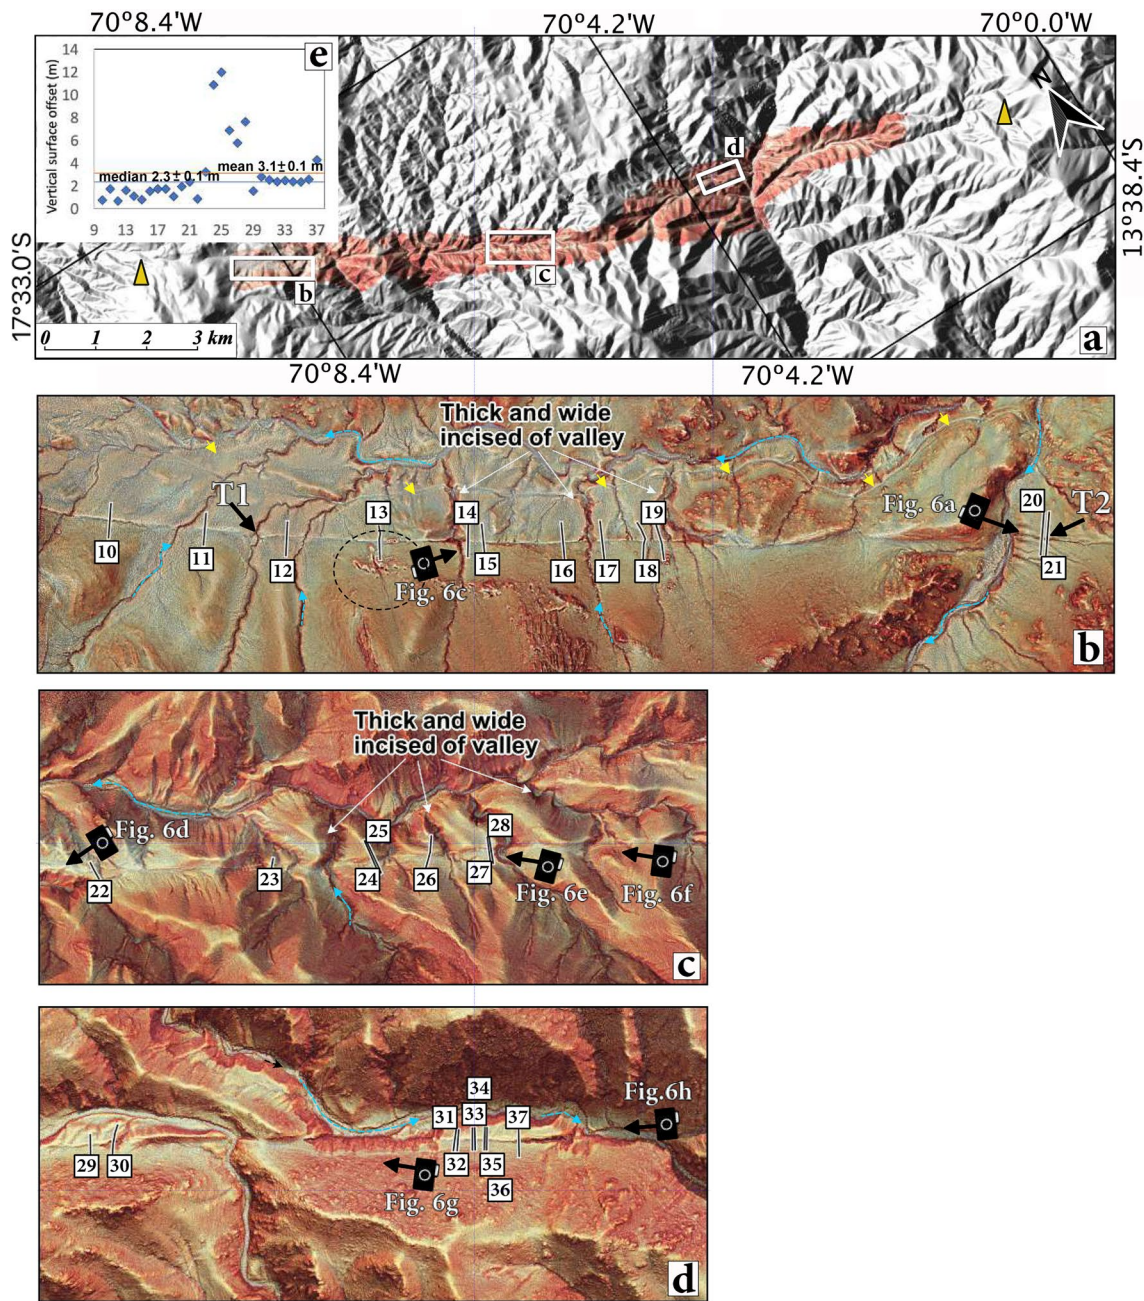 70°8.4'W
70°4.2'W
70°0.0'W
14
12
10
8
6
4
2
0
Vertical surface offset (m)
e
mean 3.1±0.1 m
median 2.3±0.1 m
9 13 17 21 25 29 33 37
N
d
c
b
17°33.0'S
13°38.4'S
0 1 2 3 km
a
70°8.4'W
70°4.2'W
Thick and wide
incised of valley
T1
10
11
12
13
14
15
16
17
18
19
Fig. 6c
Fig. 6a
20
T2
21
b
Thick and wide
incised of valley
Fig. 6d
22
23
25
24
26
28
27
Fig. 6e
Fig. 6f
c
34
31 33 37
Fig.6h
29 30
32 35
36
Fig. 6g
d